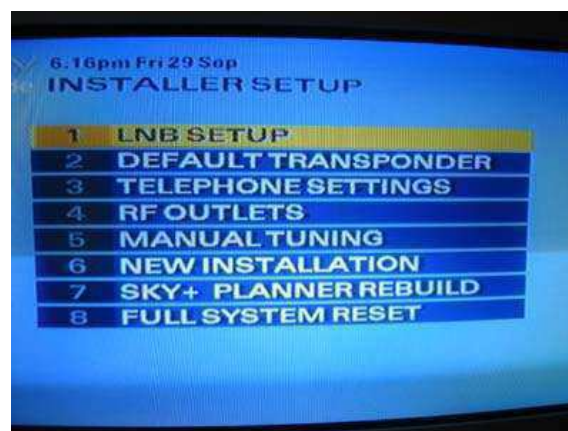 6.16pm Fri 29 Sep
INSTALLER SETUP
1 LNB SETUP
2 DEFAULT TRANSPONDER
3 TELEPHONE SETTINGS
4 RF OUTLETS
5 MANUAL TUNING
6 NEW INSTALLATION
7 SKY+ PLANNER REBUILD
8 FULL SYSTEM RESET